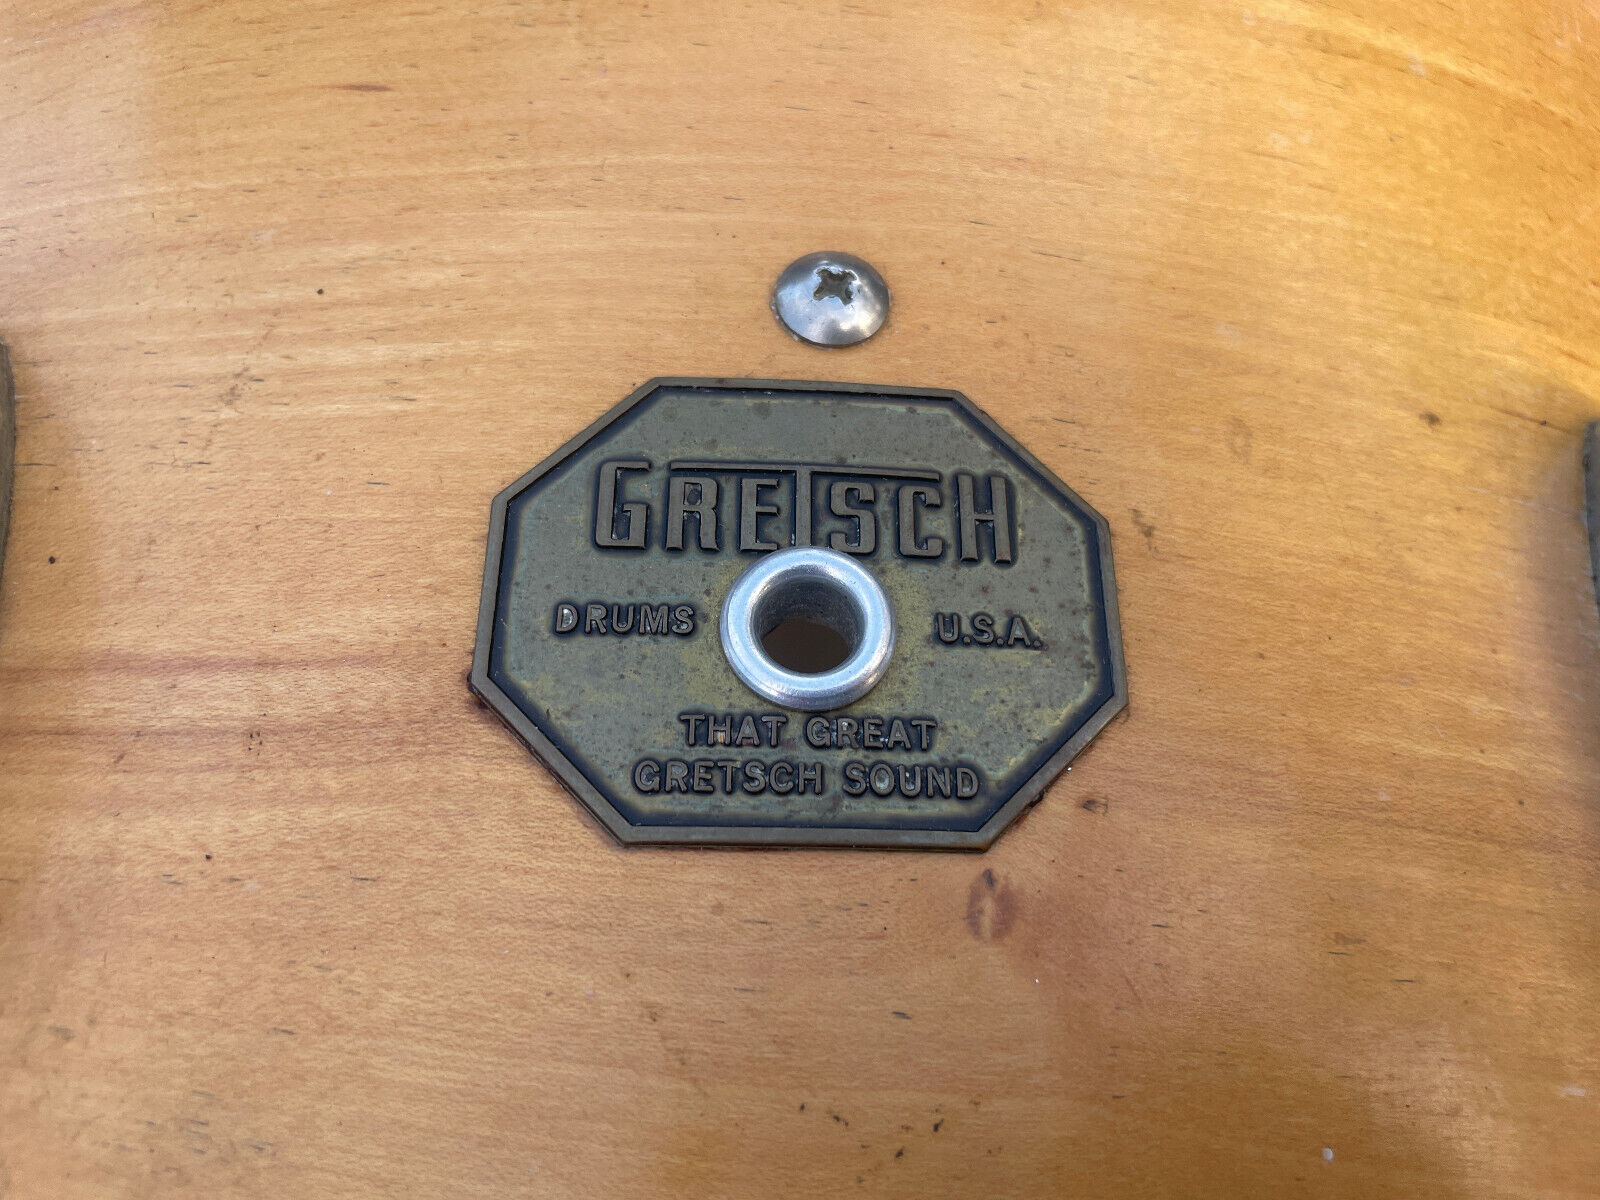 GRETSCH
DRUMS U.S.A.
THAT GREAT
GRETSCH SOUND